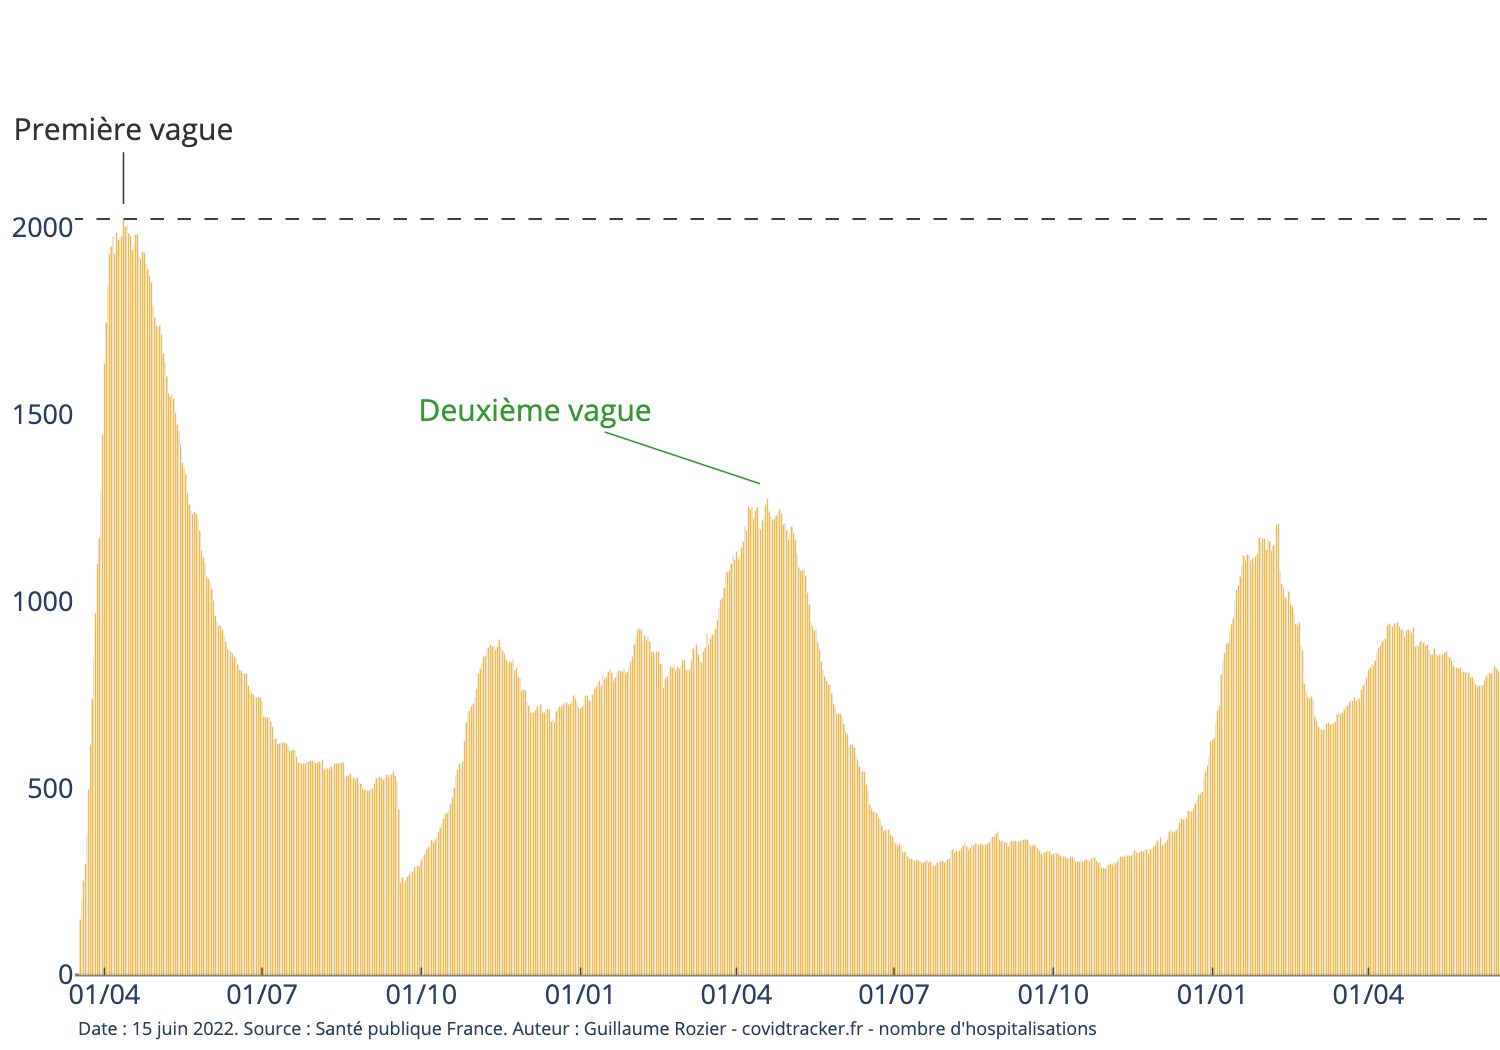 Première vague
2000
1500
Deuxième vague
1000
500
0
01/04 01/07 01/10 01/01 01/04 01/07 01/10 01/01 01/04
Date : 15 juin 2022. Source : Santé publique France. Auteur : Guillaume Rozier - covidtracker.fr - nombre d'hospitalisations